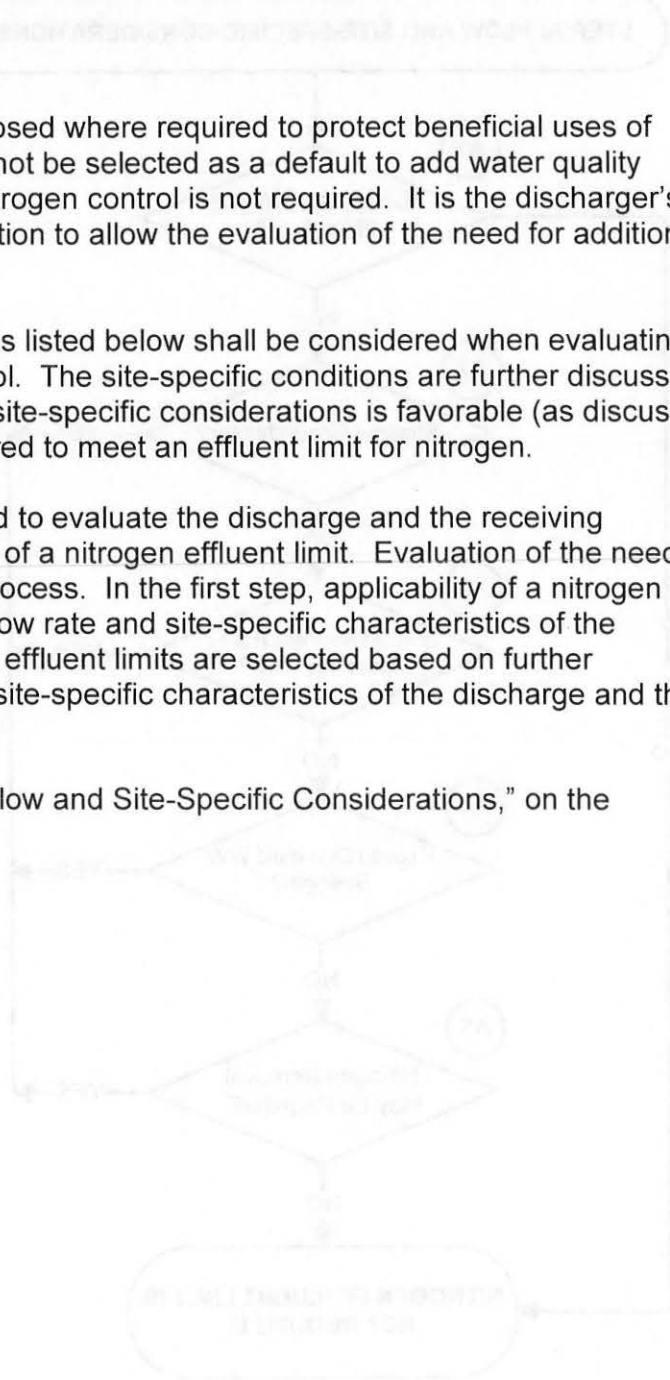 osed where required to protect beneficial uses of
not be selected as a default to add water quality
rogen control is not required. It is the discharger's
tion to allow the evaluation of the need for addition
s listed below shall be considered when evaluatin
ol. The site-specific conditions are further discuss
site-specific considerations is favorable (as discus
ed to meet an effluent limit for nitrogen.
d to evaluate the discharge and the receiving
of a nitrogen effluent limit. Evaluation of the need
ocess. In the first step, applicability of a nitrogen
ow rate and site-specific characteristics of the
effluent limits are selected based on further
site-specific characteristics of the discharge and th
low and Site-Specific Considerations,” on the